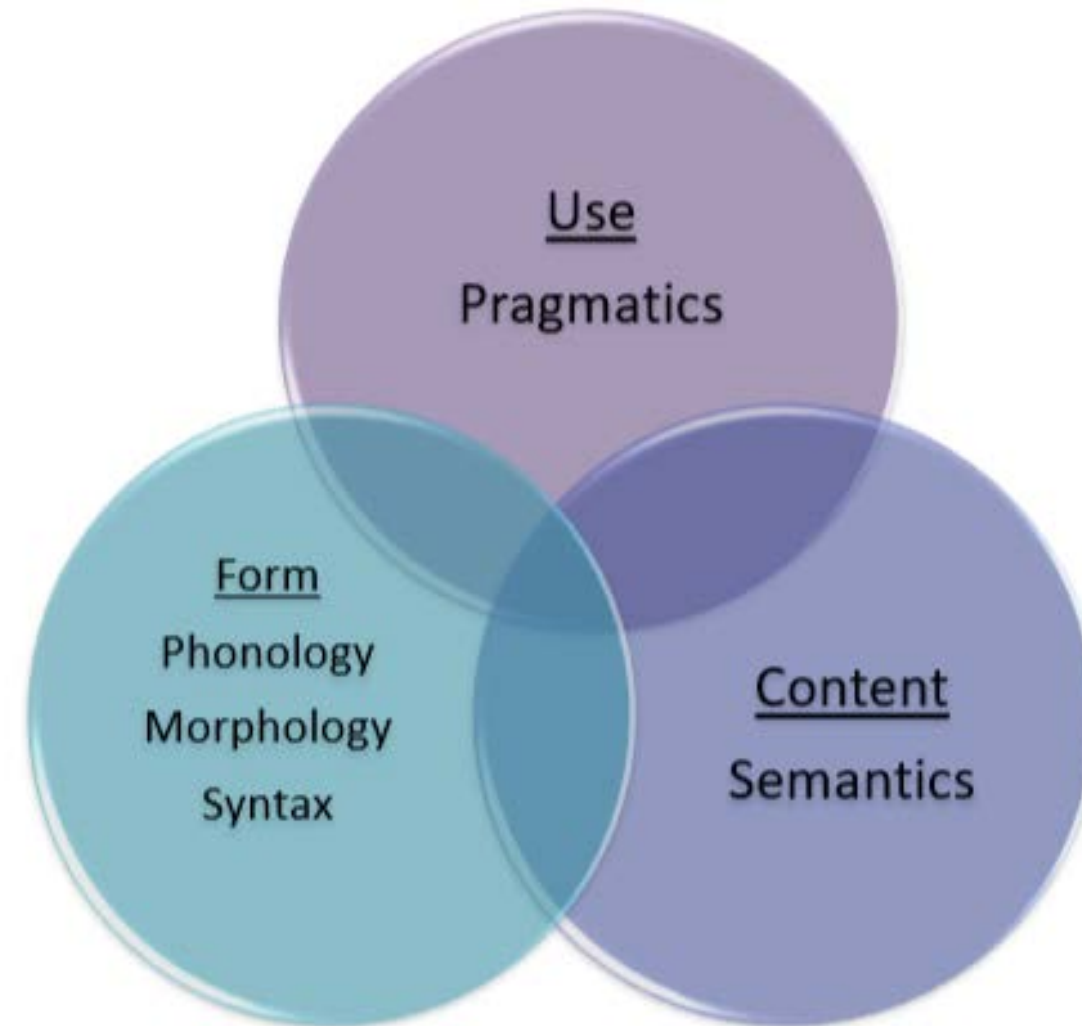 Use
Pragmatics
Form
Phonology
Morphology
Syntax
Content
Semantics